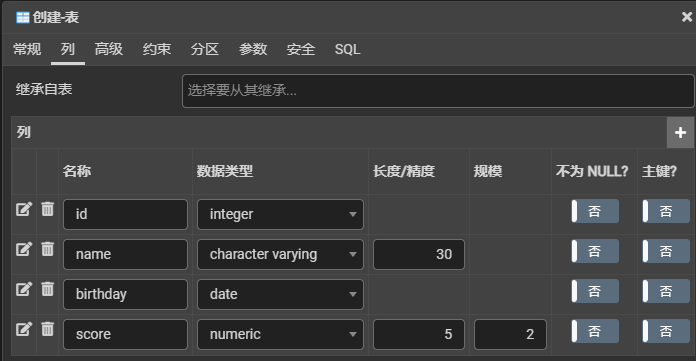 创建-表
常规 列 高级 约束 分区 参数 安全 SQL
继承自表 选择要从其继承...
列
名称 数据类型 长度/精度 规模 不为 NULL? 主键?
id integer 否 否
name character varying 30 否 否
birthday date 否 否
score numeric 5 2 否 否